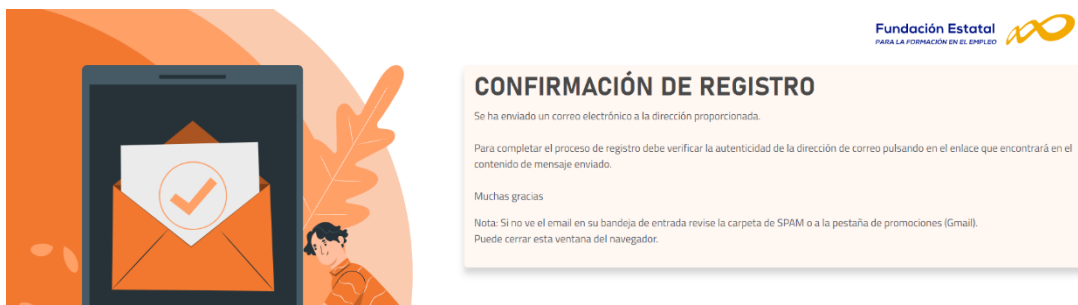 Fundación Estatal
PARA LA FORMACIÓN EN EL EMPLEO
CONFIRMACIÓN DE REGISTRO
Se ha enviado un correo electrónico a la dirección proporcionada.
Para completar el proceso de registro debe verificar la autenticidad de la dirección de correo pulsando en el enlace que encontrará en el
contenido de mensaje enviado.
Muchas gracias
Nota: Si no ve el email en su bandeja de entrada revise la carpeta de SPAM o a la pestaña de promociones (Gmail).
Puede cerrar esta ventana del navegador.